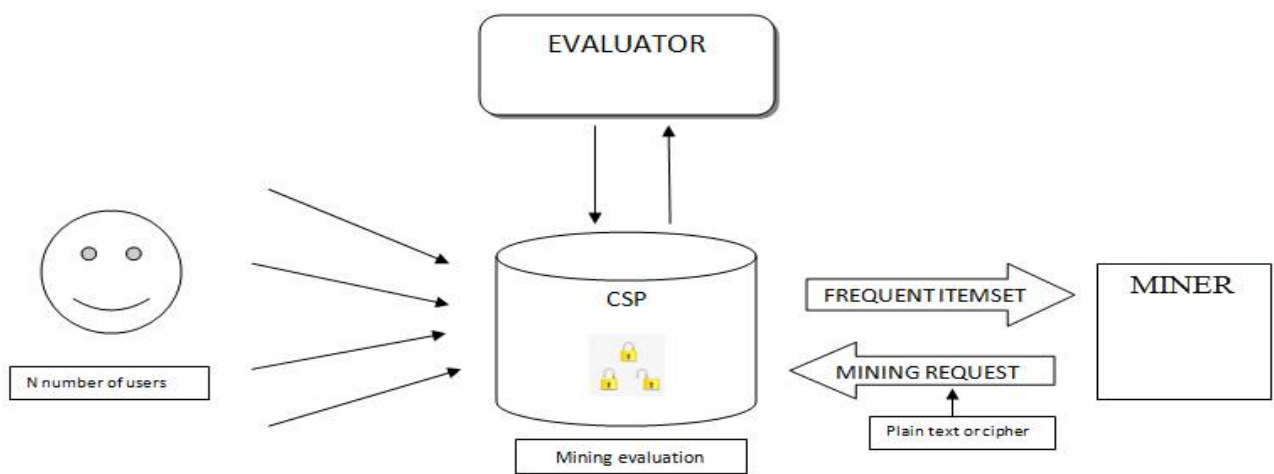 EVALUATOR
CSP
FREQUENT ITEMSET
MINER
MINING REQUEST
N number of users
Plain text or cipher
Mining evaluation